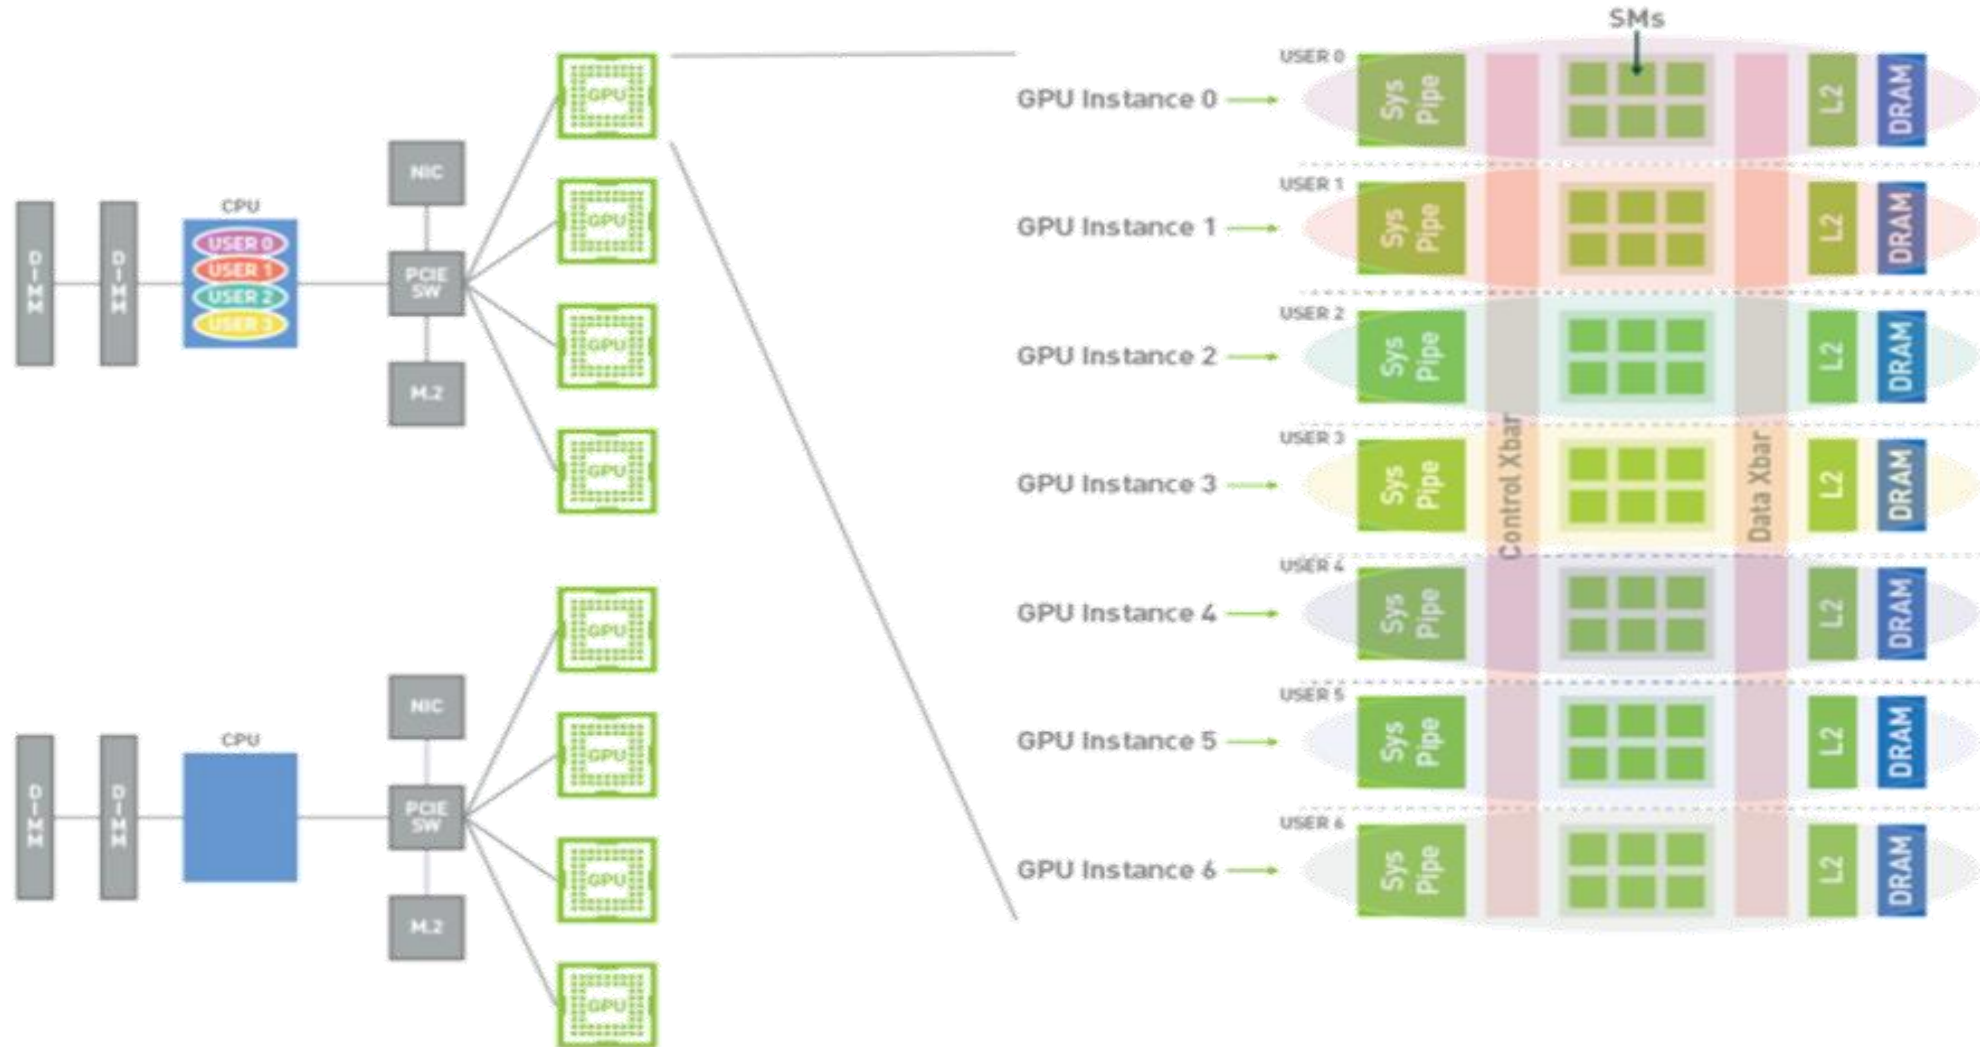 SMs
USER 0
GPU Instance 0
Sys Pipe
L2
DRAM
USER 1
GPU Instance 1
Sys Pipe
L2
DRAM
USER 2
GPU Instance 2
Sys Pipe
L2
DRAM
USER 3
GPU Instance 3
Sys Pipe
Control Xbar
Data Xbar
L2
DRAM
USER 4
GPU Instance 4
Sys Pipe
L2
DRAM
USER 5
GPU Instance 5
Sys Pipe
L2
DRAM
USER 6
GPU Instance 6
Sys Pipe
L2
DRAM
DIMM
DIMM
CPU
USER 0
USER 1
USER 2
USER 3
NIC
PCIE
SW
M.2
GPU
GPU
GPU
GPU
DIMM
DIMM
CPU
NIC
PCIE
SW
M.2
GPU
GPU
GPU
GPU